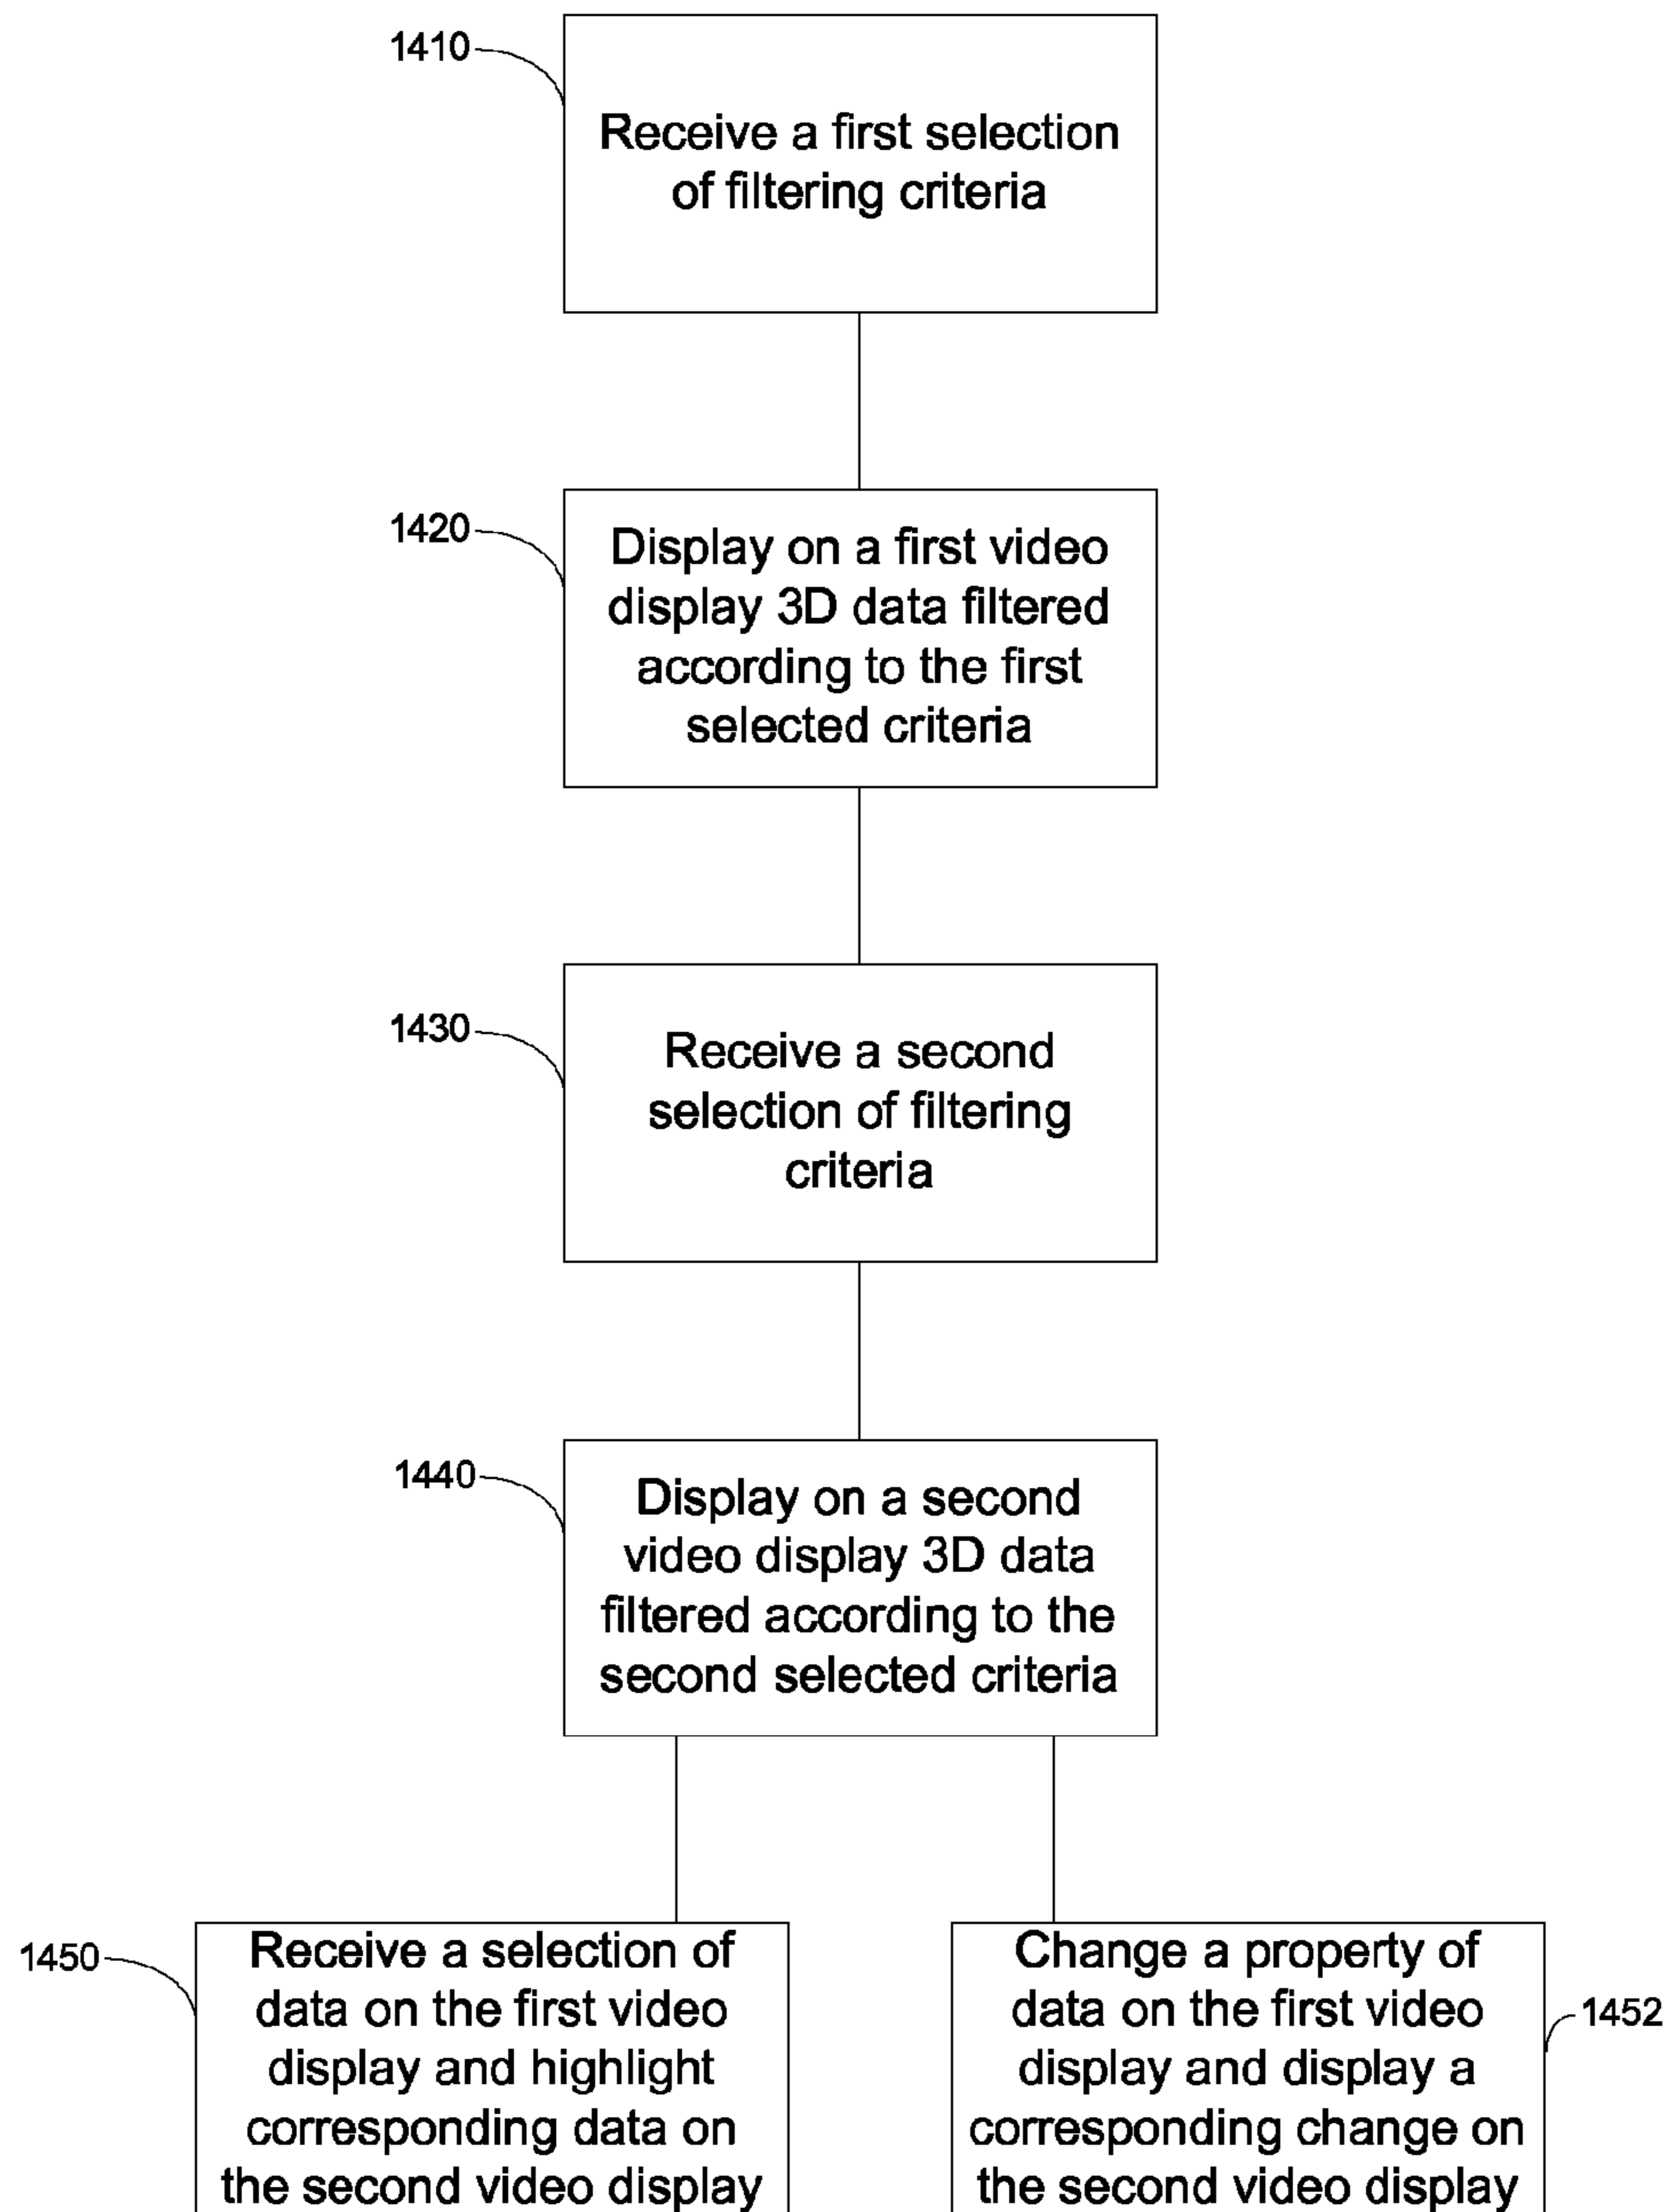 1410
Receive a first selection
of filtering criteria
1420
Display on a first video
display 3D data filtered
according to the first
selected criteria
1430
Receive a second
selection of filtering
criteria
1440
Display on a second
video display 3D data
filtered according to the
second selected criteria
1450
Receive a selection of
data on the first video
display and highlight
corresponding data on
the second video display
Change a property of
data on the first video
display and display a
corresponding change on
the second video display
1452